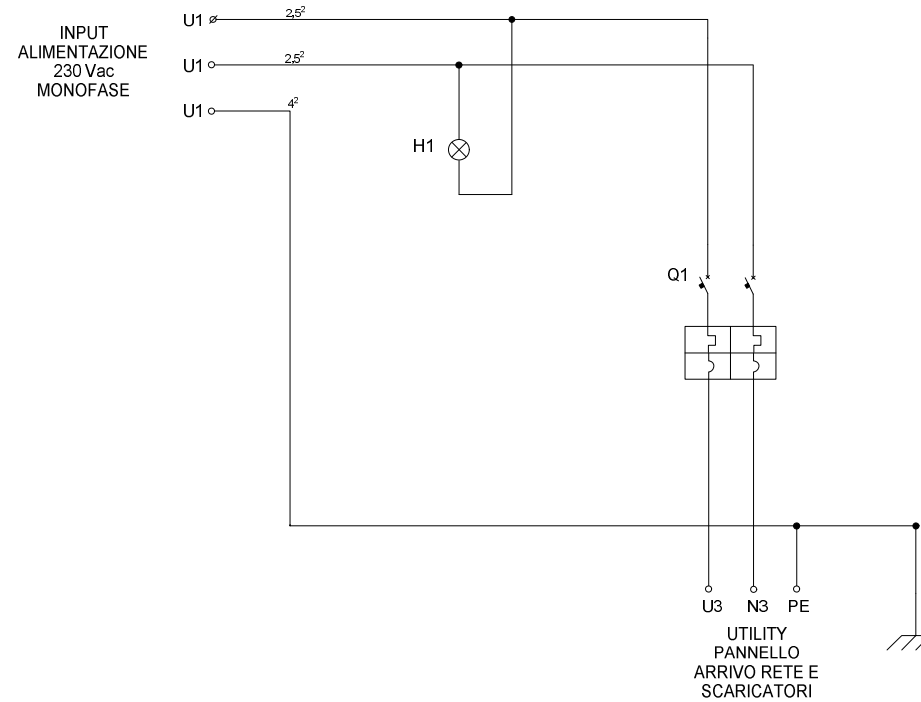 U1 2,5²
INPUT
ALIMENTAZIONE
230 Vac
MONOFASE
U1 2,5²
U1 4²
H1
Q1
U3 N3 PE
UTILITY
PANNELLO
ARRIVO RETE E
SCARICATORI